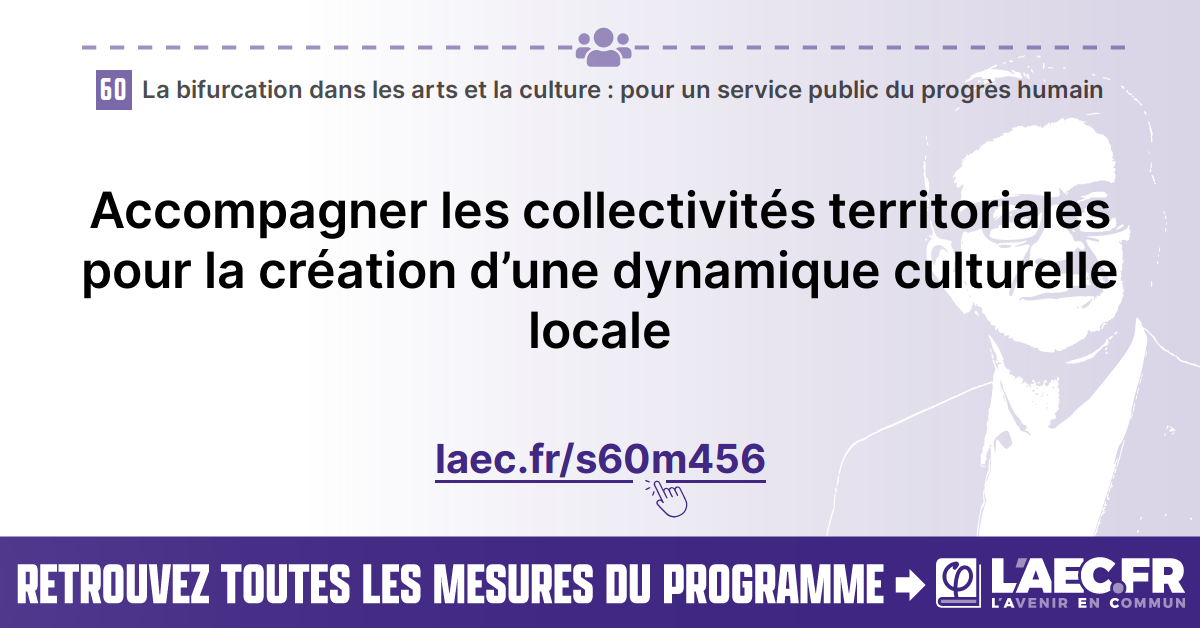 60 La bifurcation dans les arts et la culture : pour un service public du progrès humain
Accompagner les collectivités territoriales
pour la création d’une dynamique culturelle
locale
laec.fr/s60m456
RETROUVEZ TOUTES LES MESURES DU PROGRAMME
L'AEC.FR
L'AVENIR EN COMMUN